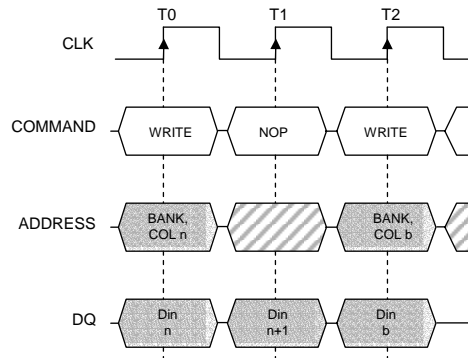 T0 T1 T2
CLK
COMMAND WRITE NOP WRITE
ADDRESS BANK, COL n BANK, COL b
DQ Din n Din n+1 Din b